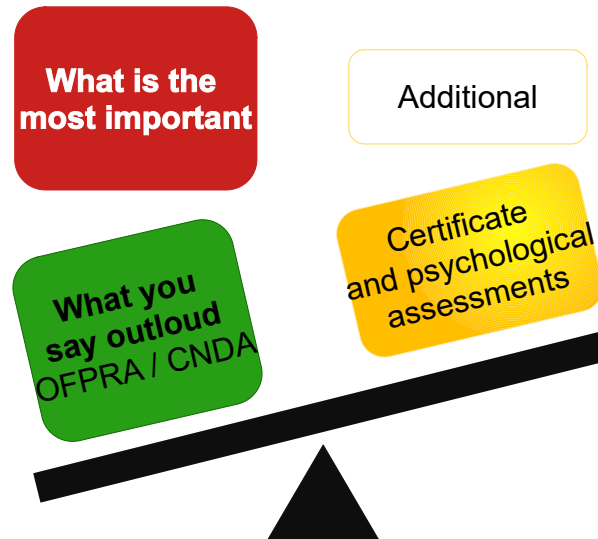 What is the
most important
Additional
What you
say outloud
OFPRA / CNDA
Certificate
and psychological
assessments